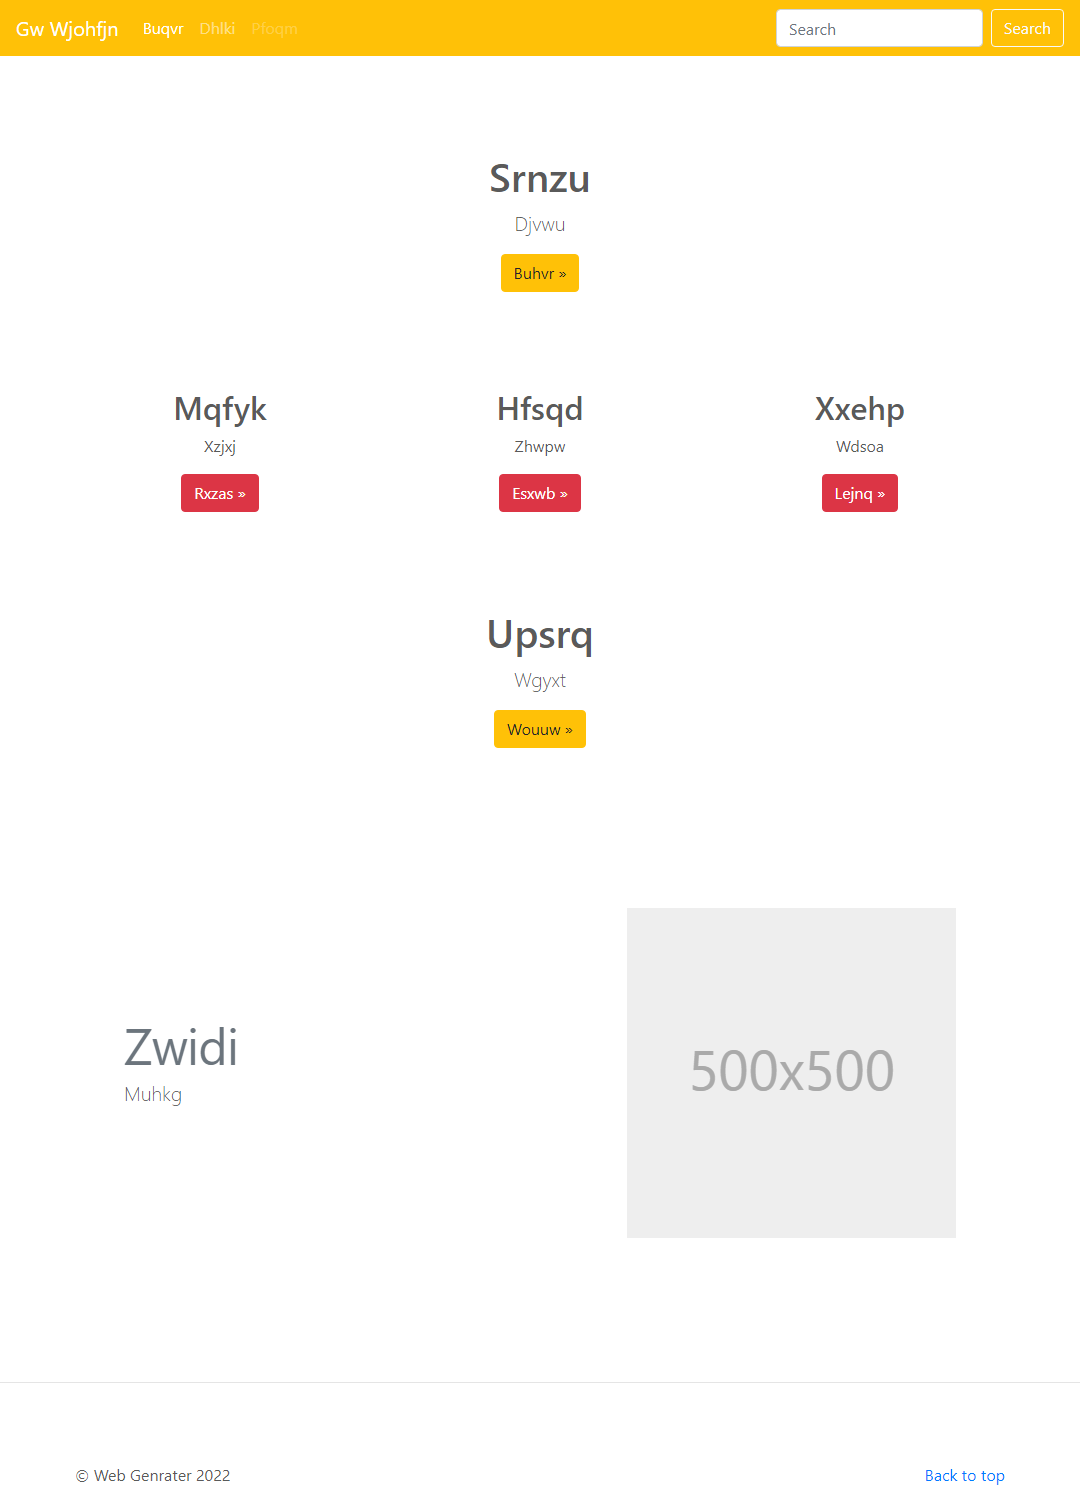 Gw Wjohfjn Buqvr Dhlki Pfoqm Search Search
Srnzu
Djvwu
Buhvr »
Mqfyk Hfsqd Xxehp
Xzjxj Zhwpw Wdsoa
Rxzas » Esxwb » Lejnq »
Upsrq
Wgyxt
Wouuw »
Zwidi
Muhkg
500x500
© Web Genrater 2022 Back to top